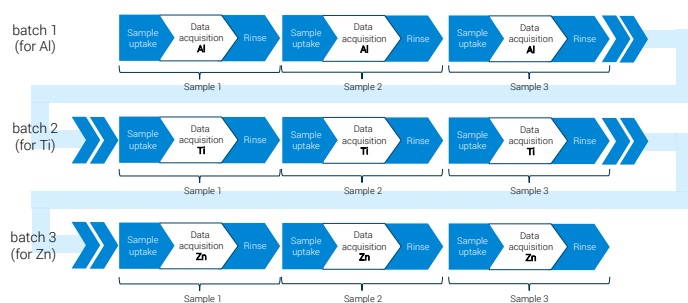 batch 1
(for Al)
Sample
uptake
Data
acquisition
Al
Rinse
Sample
uptake
Data
acquisition
Al
Rinse
Sample
uptake
Data
acquisition
Al
Rinse
Sample 1
Sample 2
Sample 3
batch 2
(for Ti)
Sample
uptake
Data
acquisition
Ti
Rinse
Sample
uptake
Data
acquisition
Ti
Rinse
Sample
uptake
Data
acquisition
Ti
Rinse
Sample 1
Sample 2
Sample 3
batch 3
(for Zn)
Sample
uptake
Data
acquisition
Zn
Rinse
Sample
uptake
Data
acquisition
Zn
Rinse
Sample
uptake
Data
acquisition
Zn
Rinse
Sample 1
Sample 2
Sample 3